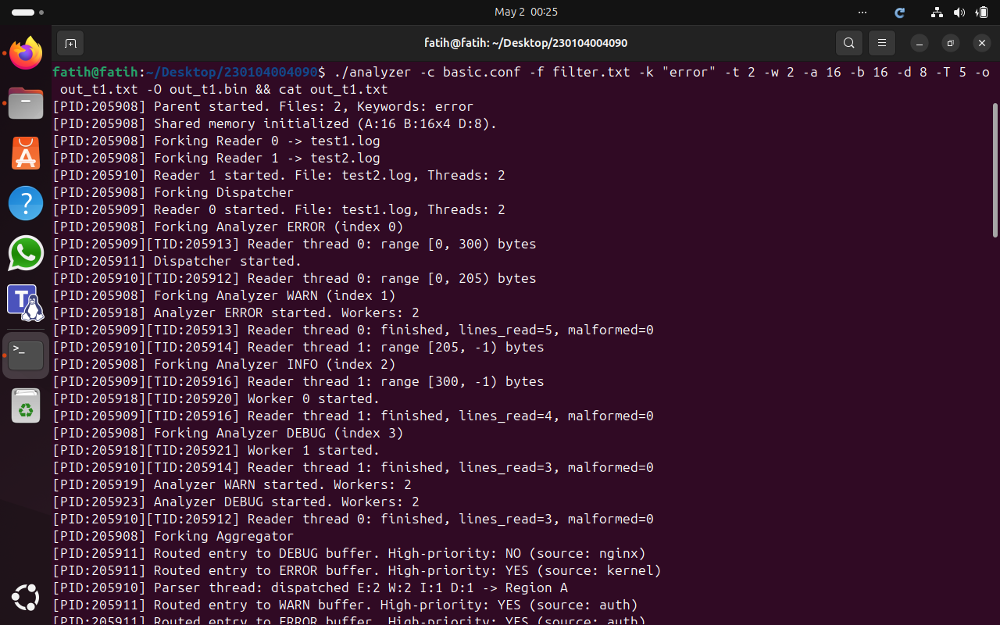 May 2 00:25
fatih@fatih: ~/Desktop/230104004090
fatih@fatih:~/Desktop/230104004090$ ./analyzer -c basic.conf -f filter.txt -k "error" -t 2 -w 2 -a 16 -b 16 -d 8 -T 5 -o
out_t1.txt -O out_t1.bin && cat out_t1.txt
[PID:205908] Parent started. Files: 2, Keywords: error
[PID:205908] Shared memory initialized (A:16 B:16x4 D:8).
[PID:205908] Forking Reader 0 -> test1.log
[PID:205908] Forking Reader 1 -> test2.log
[PID:205910] Reader 1 started. File: test2.log, Threads: 2
[PID:205908] Forking Dispatcher
[PID:205909] Reader 0 started. File: test1.log, Threads: 2
[PID:205908] Forking Analyzer ERROR (index 0)
[PID:205909][TID:205913] Reader thread 0: range [0, 300) bytes
[PID:205911] Dispatcher started.
[PID:205910][TID:205912] Reader thread 0: range [0, 205) bytes
[PID:205908] Forking Analyzer WARN (index 1)
[PID:205918] Analyzer ERROR started. Workers: 2
[PID:205909][TID:205913] Reader thread 0: finished, lines_read=5, malformed=0
[PID:205910][TID:205914] Reader thread 1: range [205, -1) bytes
[PID:205908] Forking Analyzer INFO (index 2)
[PID:205909][TID:205916] Reader thread 1: range [300, -1) bytes
[PID:205918][TID:205920] Worker 0 started.
[PID:205909][TID:205916] Reader thread 1: finished, lines_read=4, malformed=0
[PID:205908] Forking Analyzer DEBUG (index 3)
[PID:205918][TID:205921] Worker 1 started.
[PID:205910][TID:205914] Reader thread 1: finished, lines_read=3, malformed=0
[PID:205919] Analyzer WARN started. Workers: 2
[PID:205923] Analyzer DEBUG started. Workers: 2
[PID:205910][TID:205912] Reader thread 0: finished, lines_read=3, malformed=0
[PID:205908] Forking Aggregator
[PID:205911] Routed entry to DEBUG buffer. High-priority: NO (source: nginx)
[PID:205911] Routed entry to ERROR buffer. High-priority: YES (source: kernel)
[PID:205910] Parser thread: dispatched E:2 W:2 I:1 D:1 -> Region A
[PID:205911] Routed entry to WARN buffer. High-priority: YES (source: auth)
[PID:205911] Routed entry to ERROR buffer. High-priority: YES (source: auth)